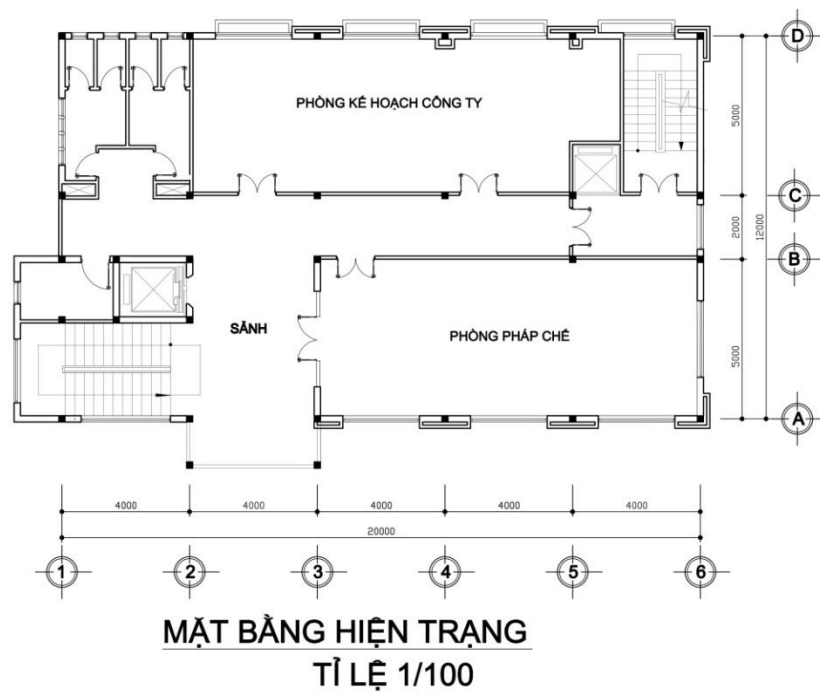 D
PHÒNG KẾ HOẠCH CÔNG TY
5000
C
2000
12000
B
SẢNH
PHÒNG PHÁP CHẾ
5000
A
4000 4000 4000 4000 4000
20000
1 2 3 4 5 6
MẶT BẰNG HIỆN TRẠNG
TỈ LỆ 1/100